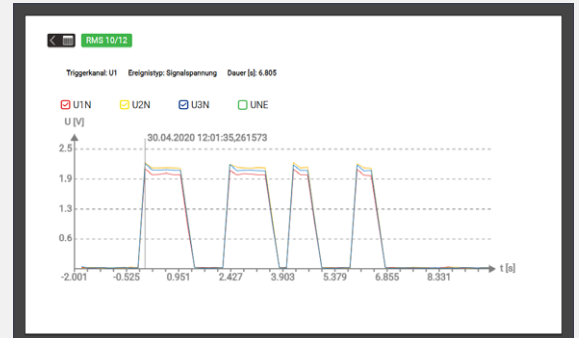 RMS 10/12
Triggerkanal: U1 Ereignistyp: Signalspannung Dauer [s]: 6.805
U1N U2N U3N UNE
U [V]
30.04.2020 12:01:35,261573
2.5
1.9
1.3
0.6
-2.001 -0.525 0.951 2.427 3.903 5.379 6.855 8.331 t [s]